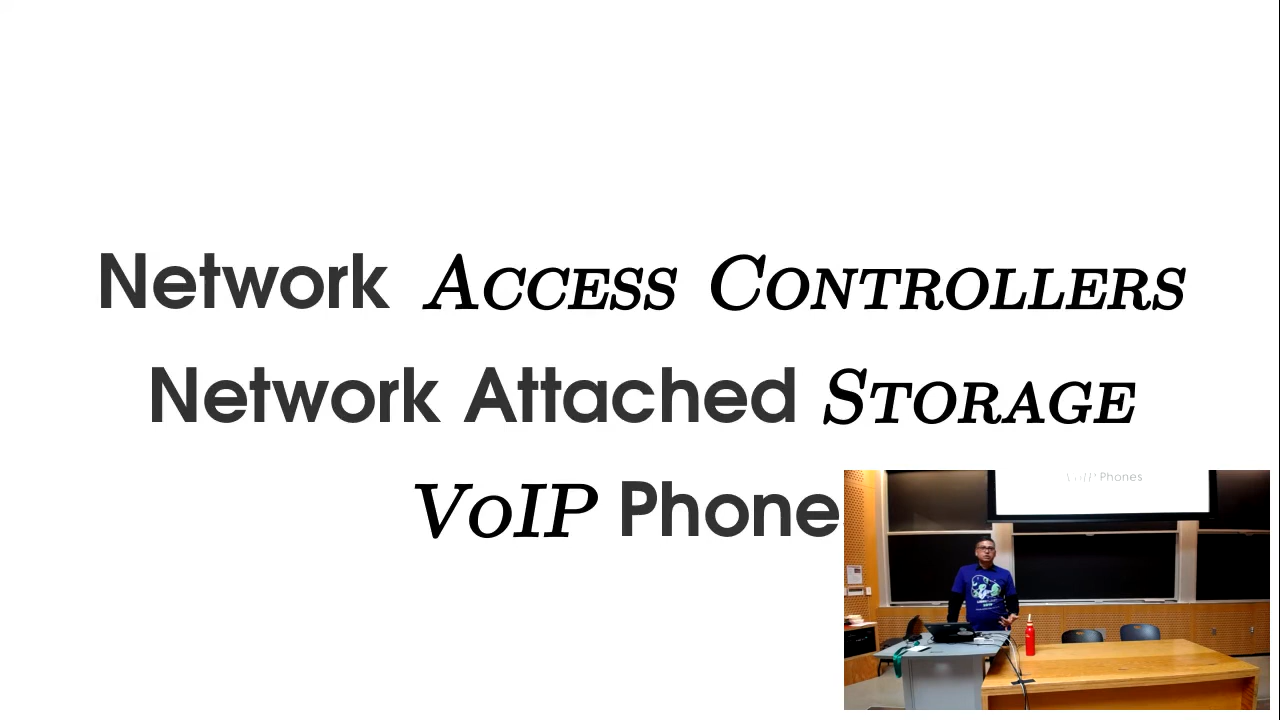 Network Access Controllers
Network Attached Storage
VoIP Phone
VoIP Phones